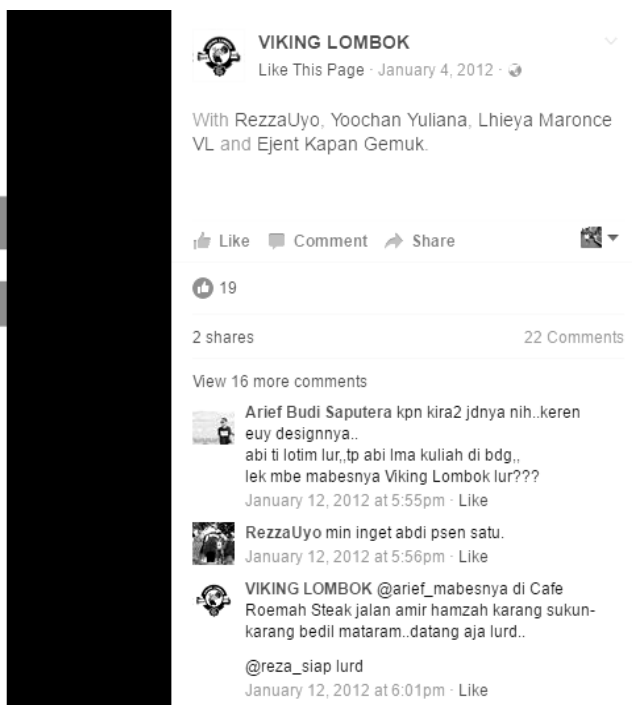 VIKING LOMBOK
Like This Page · January 4, 2012 ·
With RezzaUyo, Yoochan Yuliana, Lhieya Maronce
VL and Ejent Kapan Gemuk.
Like Comment Share
19
2 shares 22 Comments
View 16 more comments
Arief Budi Saputera kpn kira2 jdnya nih..keren
euy designnya..
abi ti lotim lur,,tp abi lma kuliah di bdg,,
lek mbe mabesnya Viking Lombok lur???
January 12, 2012 at 5:55pm · Like
RezzaUyo min inget abdi psen satu.
January 12, 2012 at 5:56pm · Like
VIKING LOMBOK @arief_mabesnya di Cafe
Roemah Steak jalan amir hamzah karang sukun-
karang bedil mataram..datang aja lurd..
@reza_siap lurd
January 12, 2012 at 6:01pm · Like